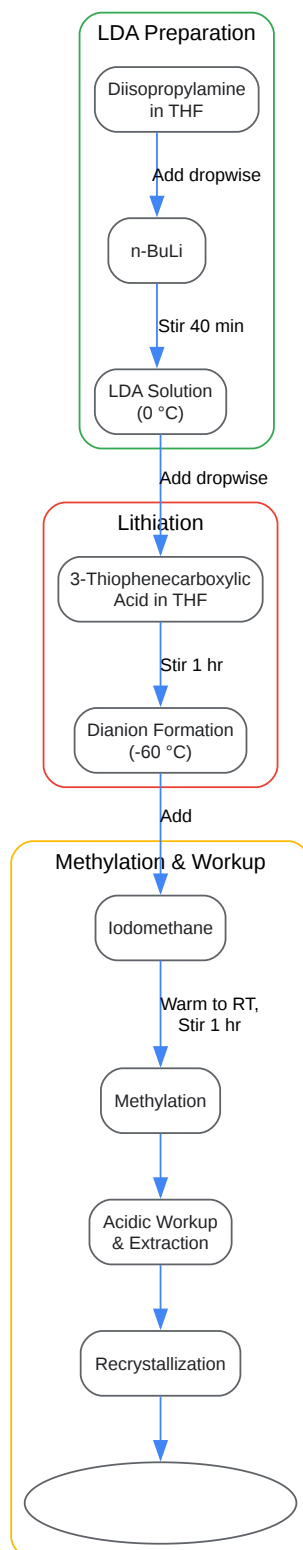 LDA Preparation
Diisopropylamine
in THF
Add dropwise
n-BuLi
Stir 40 min
LDA Solution
(0 °C)
Add dropwise
Lithiation
3-Thiophenecarboxylic
Acid in THF
Stir 1 hr
Dianion Formation
(-60 °C)
Add
Methylation & Workup
Iodomethane
Warm to RT,
Stir 1 hr
Methylation
Acidic Workup
& Extraction
Recrystallization